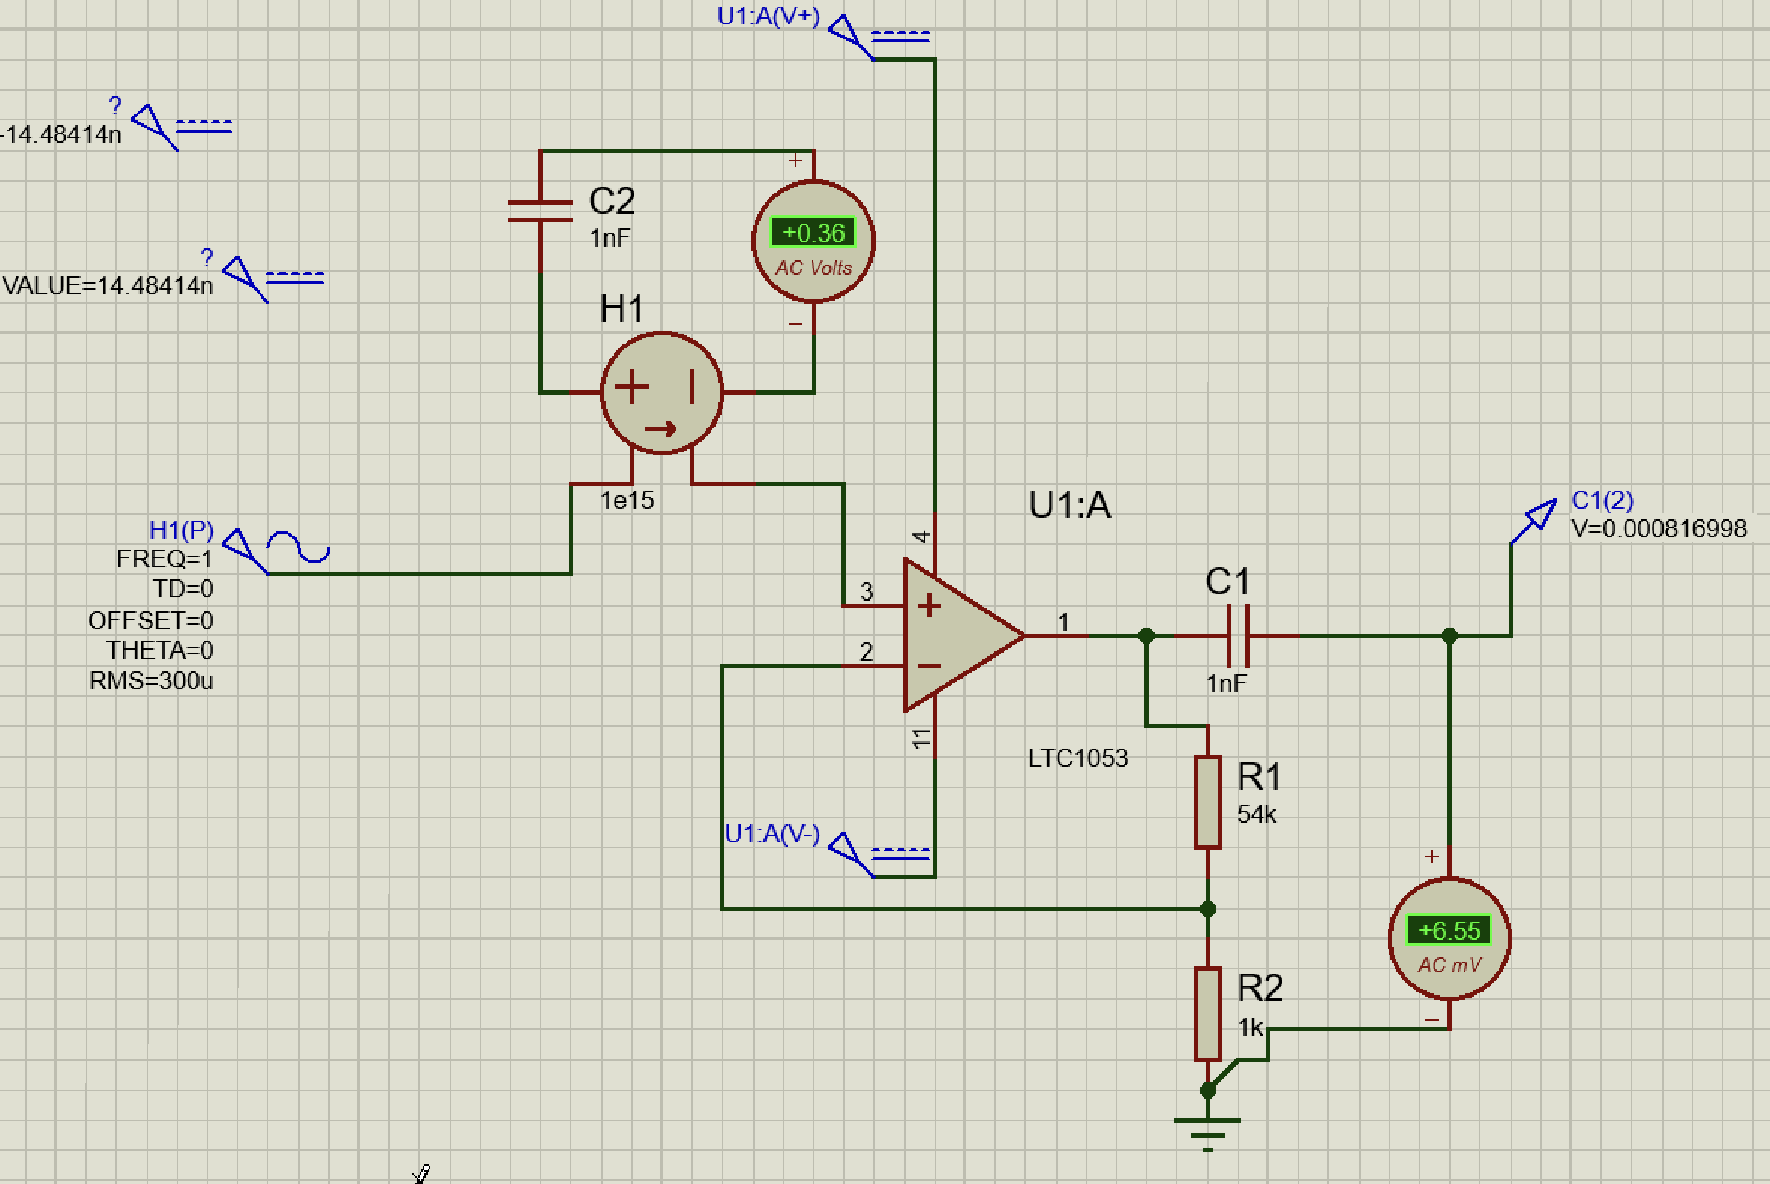 U1:A(V+)
?
-14.48414n
C2
1nF
+
+0.36
AC Volts
−
?
VALUE=14.48414n
H1
+
1e15
H1(P)
FREQ=1
TD=0
OFFSET=0
THETA=0
RMS=300u
U1:A
4
3
+
2
−
1
11
LTC1053
C1
1nF
C1(2)
V=0.000816998
R1
54k
U1:A(V-)
+
+6.55
AC mV
−
R2
1k